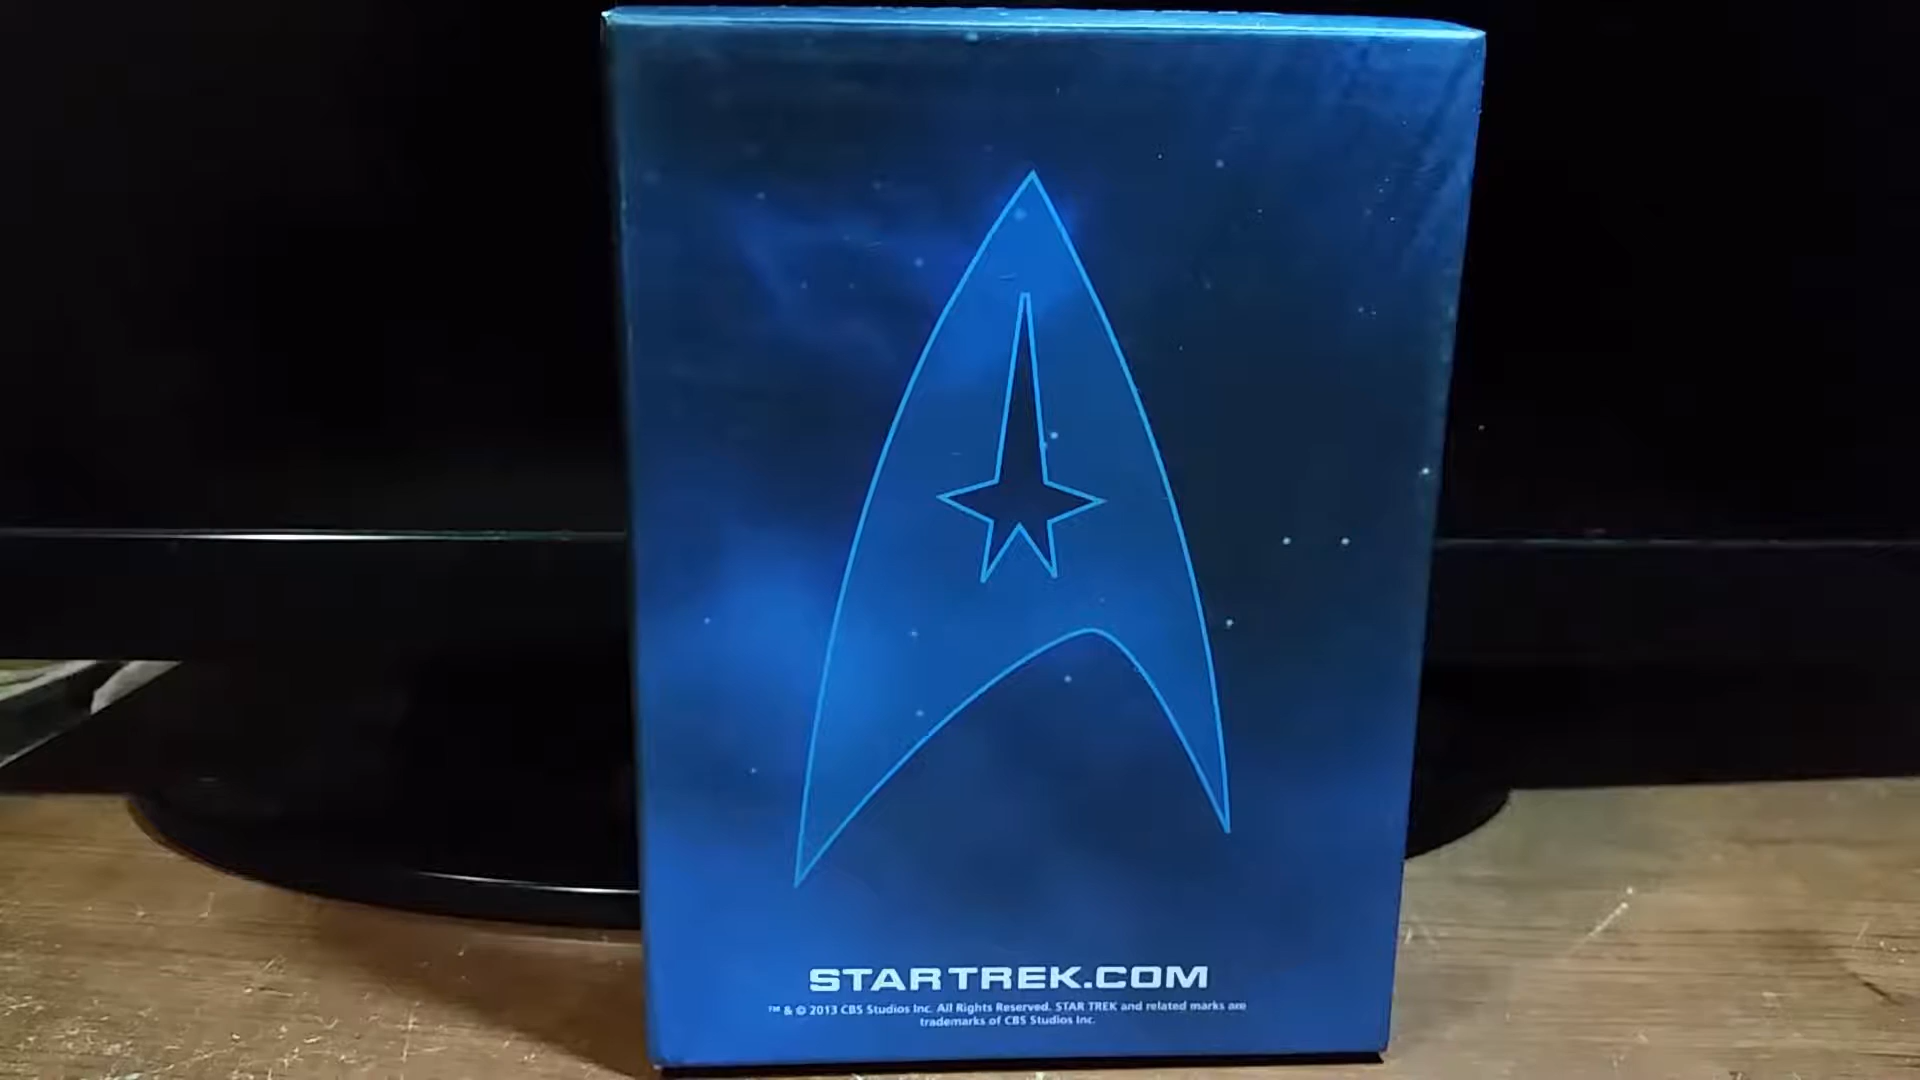 STARTREK.COM
™ & © 2013 CBS Studios Inc. All Rights Reserved. STAR TREK and related marks are
trademarks of CBS Studios Inc.